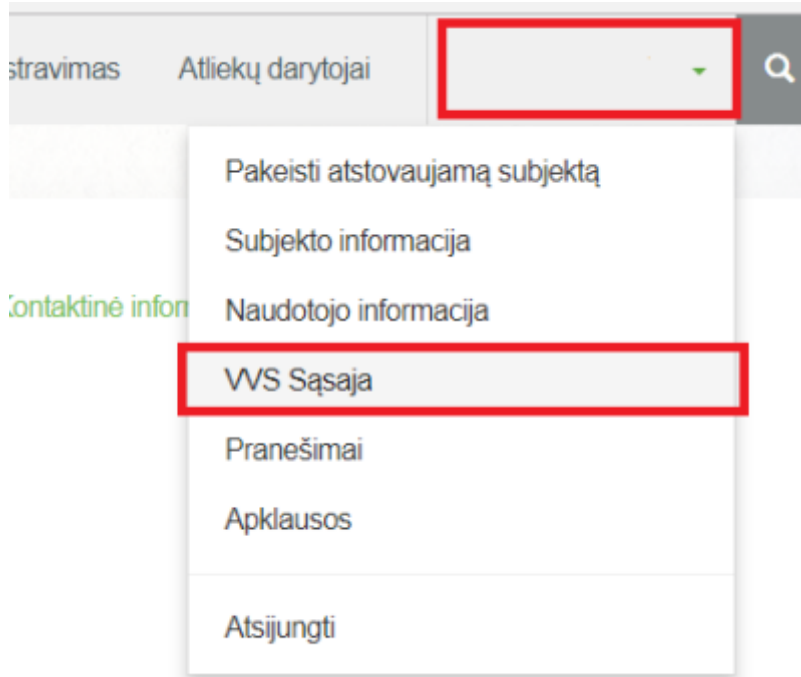 stravimas Atliekų darytojai
Pakeisti atstovaujamą subjektą
Subjekto informacija
Kontaktinė infor
Naudotojo informacija
VVS Sąsaja
Pranešimai
Apklausos
Atsijungti